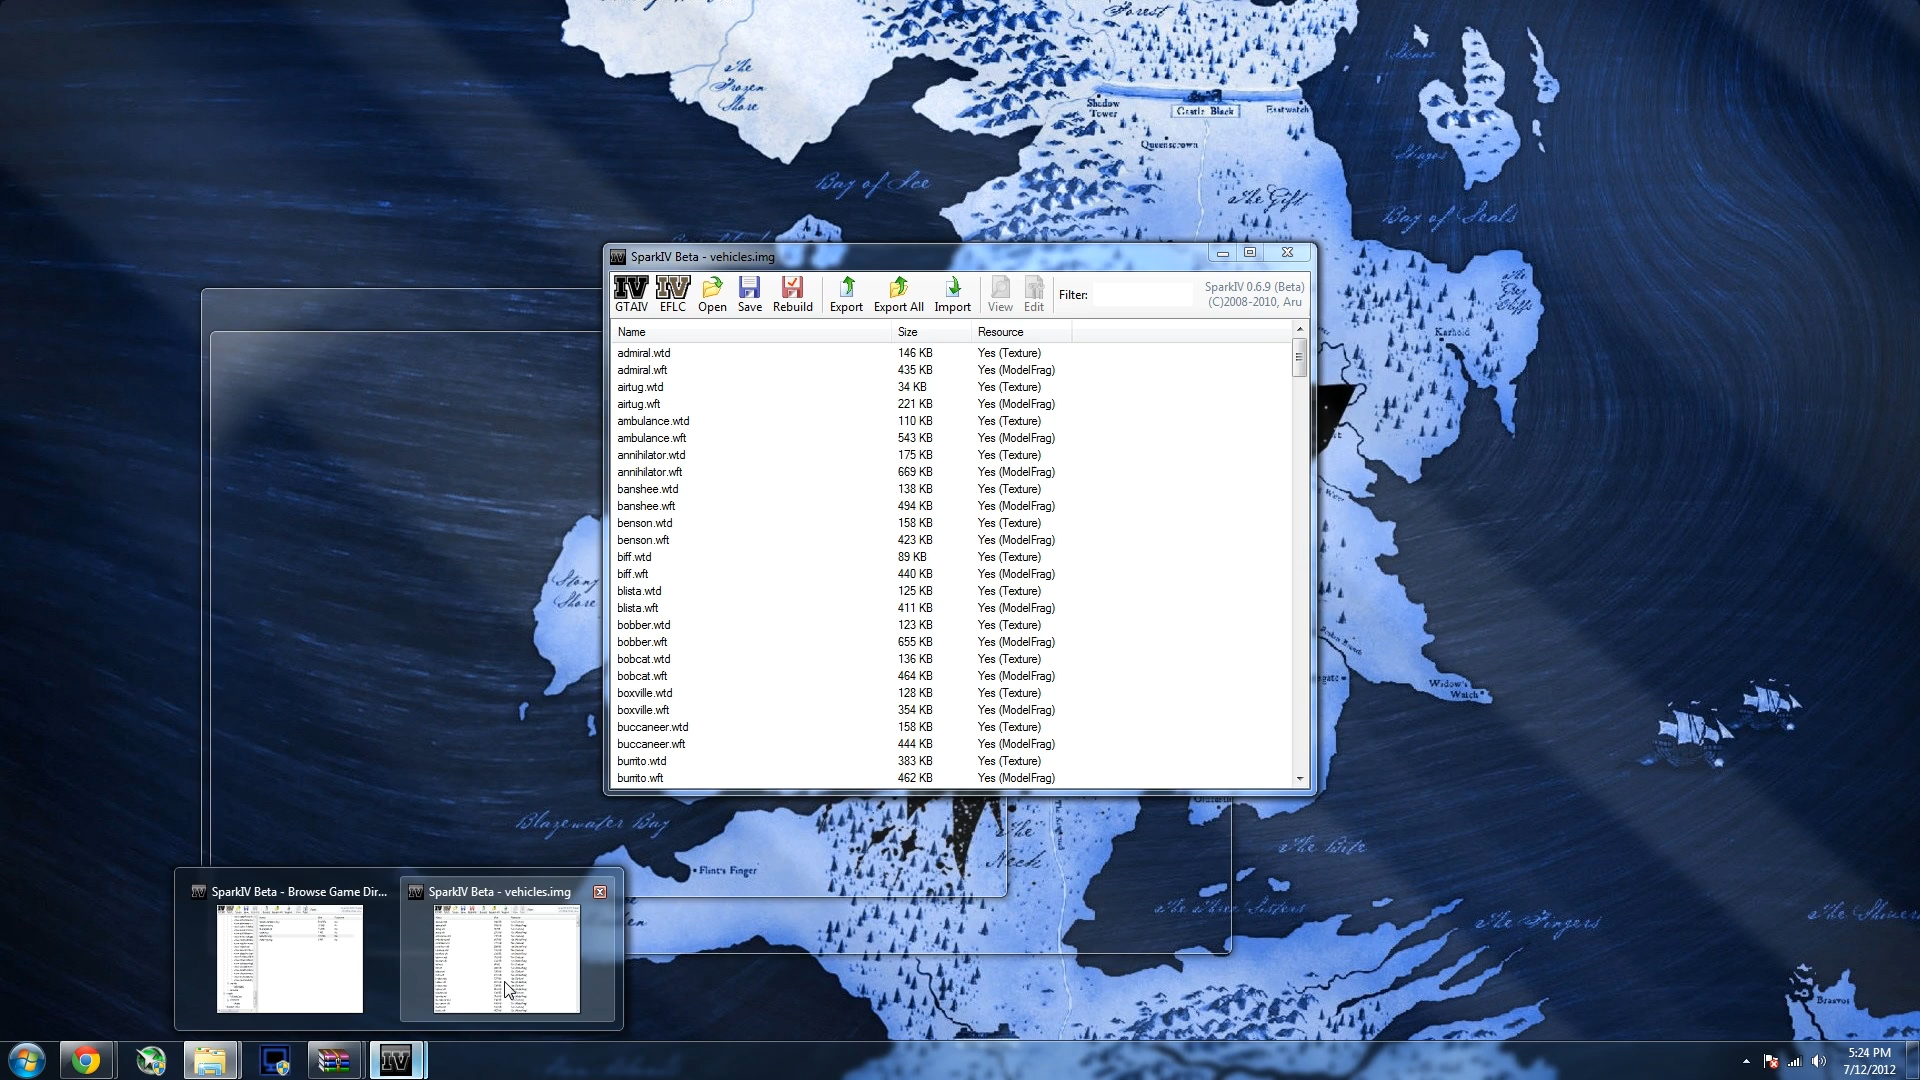 Forest
The
Frozen
Shore
Shadow
Tower
Castle Black
Eastwatch
Queenscrown
Skagos
Bay of Ice
The Gift
Bay of Seals
SparkIV Beta - vehicles.img
GTAIV EFLC Open Save Rebuild Export Export All Import View Edit Filter:
SparkIV 0.6.9 (Beta)
(C)2008-2010, Aru
Name Size Resource
admiral.wtd 146 KB Yes (Texture)
admiral.wft 435 KB Yes (ModelFrag)
airtug.wtd 34 KB Yes (Texture)
airtug.wft 221 KB Yes (ModelFrag)
ambulance.wtd 110 KB Yes (Texture)
ambulance.wft 543 KB Yes (ModelFrag)
annihilator.wtd 175 KB Yes (Texture)
annihilator.wft 669 KB Yes (ModelFrag)
banshee.wtd 138 KB Yes (Texture)
banshee.wft 494 KB Yes (ModelFrag)
benson.wtd 158 KB Yes (Texture)
benson.wft 423 KB Yes (ModelFrag)
biff.wtd 89 KB Yes (Texture)
biff.wft 440 KB Yes (ModelFrag)
blista.wtd 125 KB Yes (Texture)
blista.wft 411 KB Yes (ModelFrag)
bobber.wtd 123 KB Yes (Texture)
bobber.wft 655 KB Yes (ModelFrag)
bobcat.wtd 136 KB Yes (Texture)
bobcat.wft 464 KB Yes (ModelFrag)
boxville.wtd 128 KB Yes (Texture)
boxville.wft 354 KB Yes (ModelFrag)
buccaneer.wtd 158 KB Yes (Texture)
buccaneer.wft 444 KB Yes (ModelFrag)
burrito.wtd 383 KB Yes (Texture)
burrito.wft 462 KB Yes (ModelFrag)
The
Grey
Cliffs
Karhold
Stony
Shore
Widow's
Watch
Blazewater Bay
The
Neck
Flint's Finger
The Bite
The Three Sisters
The Fingers
Braavos
SparkIV Beta - Browse Game Dir...
SparkIV Beta - vehicles.img
IV
5:24 PM
7/12/2012